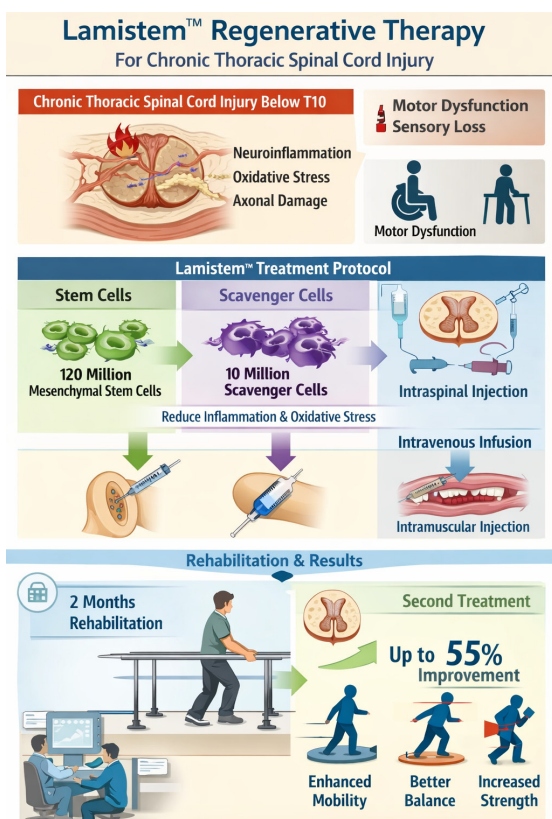 Lamistem™ Regenerative Therapy
For Chronic Thoracic Spinal Cord Injury
Chronic Thoracic Spinal Cord Injury Below T10
Neuroinflammation
Oxidative Stress
Axonal Damage
Motor Dysfunction
Sensory Loss
Motor Dysfunction
Lamistem™ Treatment Protocol
Stem Cells
120 Million
Mesenchymal Stem Cells
Scavenger Cells
10 Million
Scavenger Cells
Intraspinal Injection
Reduce Inflammation & Oxidative Stress
Intravenous Infusion
Intramuscular Injection
Rehabilitation & Results
2 Months
Rehabilitation
Second Treatment
Up to 55%
Improvement
Enhanced
Mobility
Better
Balance
Increased
Strength